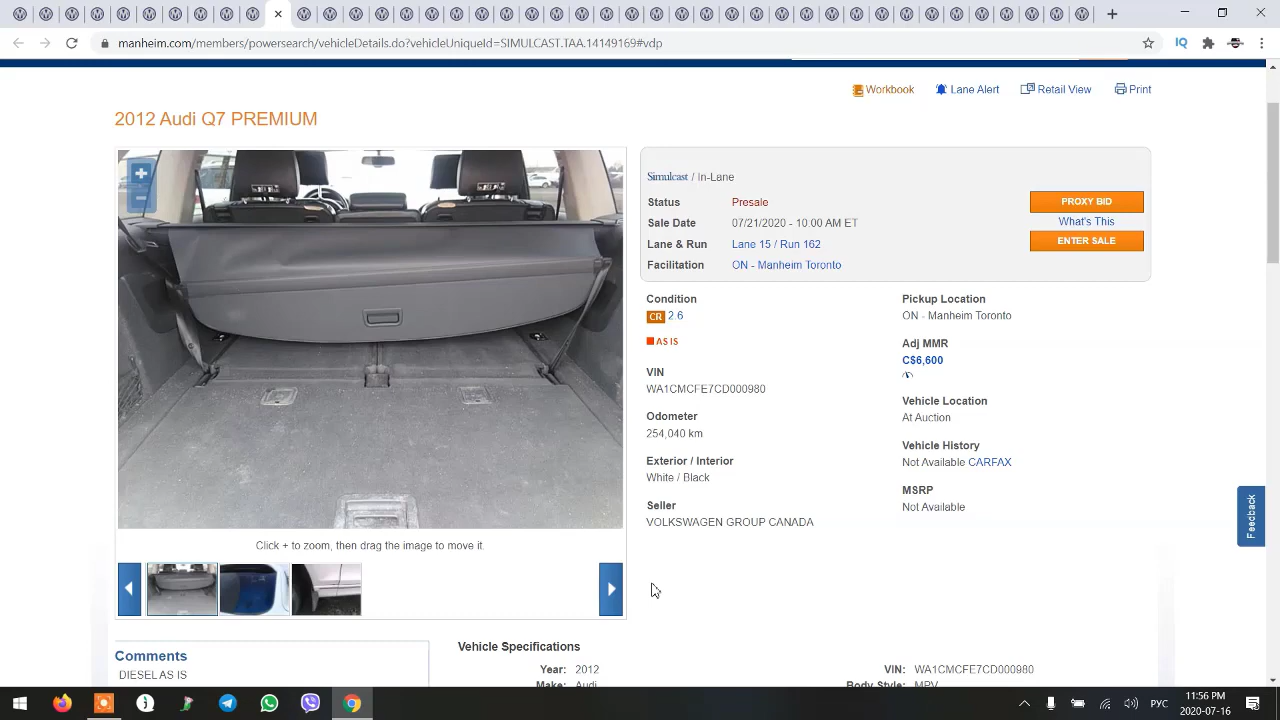 manheim.com/members/powersearch/vehicleDetails.do?vehicleUniqueId=SIMULCAST.TAA.14149169#vdp
IQ
Workbook
Lane Alert
Retail View
Print
2012 Audi Q7 PREMIUM
Simulcast / In-Lane
Status Presale
Sale Date 07/21/2020 - 10:00 AM ET
Lane & Run Lane 15 / Run 162
Facilitation ON - Manheim Toronto
PROXY BID
What's This
ENTER SALE
Condition
CR 2.6
AS IS
VIN
WA1CMCFE7CD000980
Odometer
254,040 km
Exterior / Interior
White / Black
Seller
VOLKSWAGEN GROUP CANADA
Pickup Location
ON - Manheim Toronto
Adj MMR
C$6,600
Vehicle Location
At Auction
Vehicle History
Not Available CARFAX
MSRP
Not Available
Feedback
Click + to zoom, then drag the image to move it.
Comments
DIESEL AS IS
Vehicle Specifications
Year: 2012
Make: Audi
VIN: WA1CMCFE7CD000980
Body Style: MPV
РУС
11:56 PM
2020-07-16